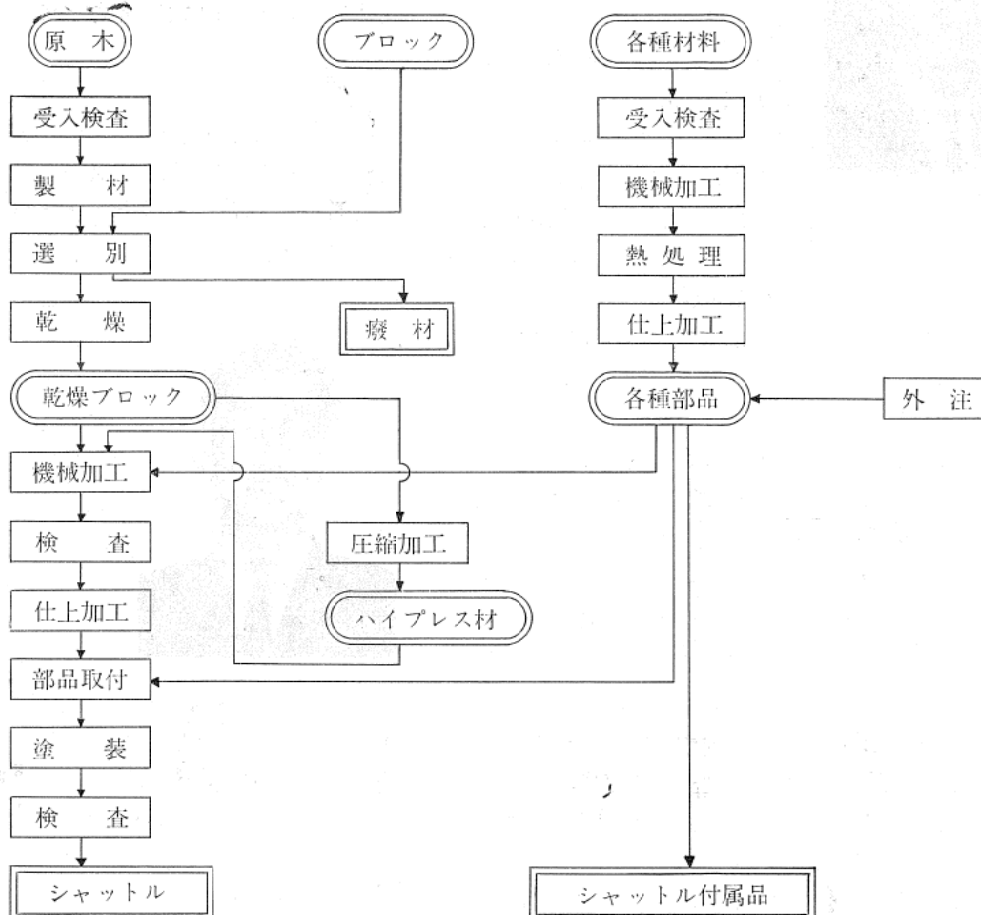 原木
ブロック
各種材料
受入検査
受入検査
製材
機械加工
選別
熱処理
乾燥
癈材
仕上加工
乾燥ブロック
各種部品
外注
機械加工
検査
圧縮加工
仕上加工
ハイプレス材
部品取付
塗装
検査
シャットル
シャットル付属品